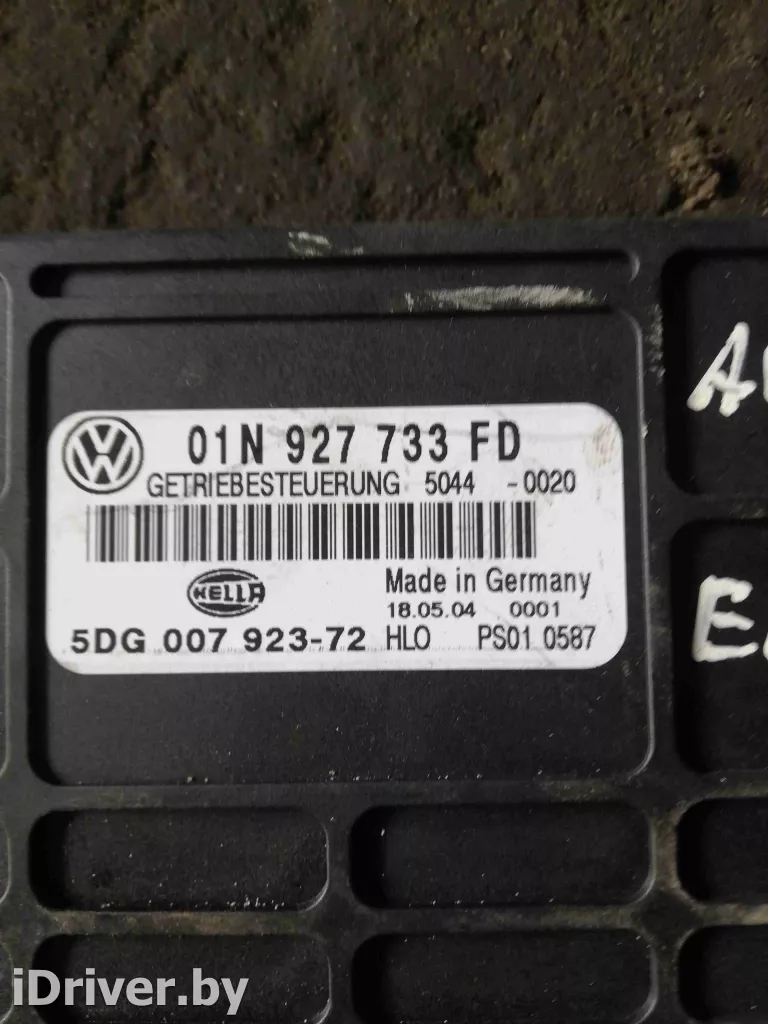 01N 927 733 FD
GETRIEBESTEUERUNG 5044 -0020
HELLA
Made in Germany
18.05.04 0001
5DG 007 923-72 HLO PS01 0587
iDriver.by